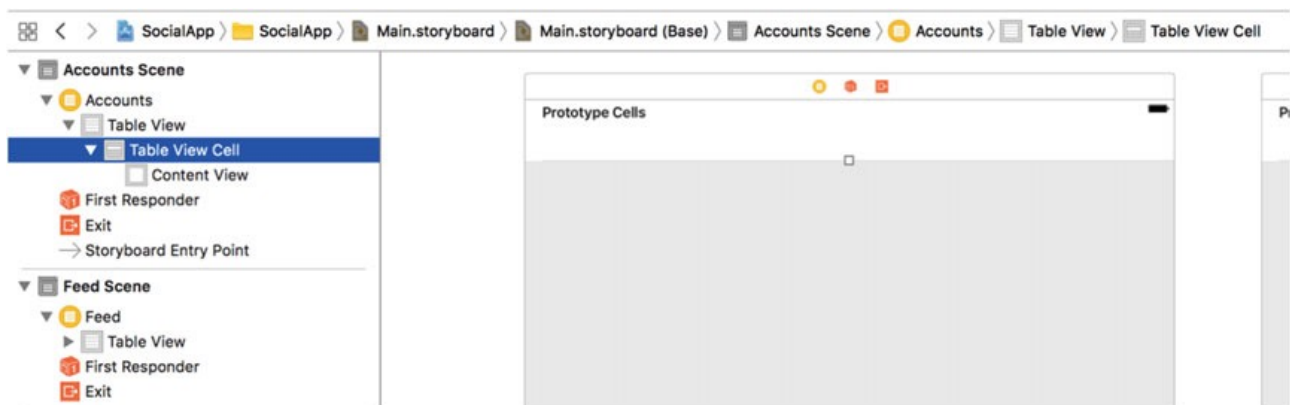 SocialApp SocialApp Main.storyboard Main.storyboard (Base) Accounts Scene Accounts Table View Table View Cell
Accounts Scene
Accounts
Table View
Table View Cell
Content View
First Responder
Exit
Storyboard Entry Point
Feed Scene
Feed
Table View
First Responder
Exit
Prototype Cells